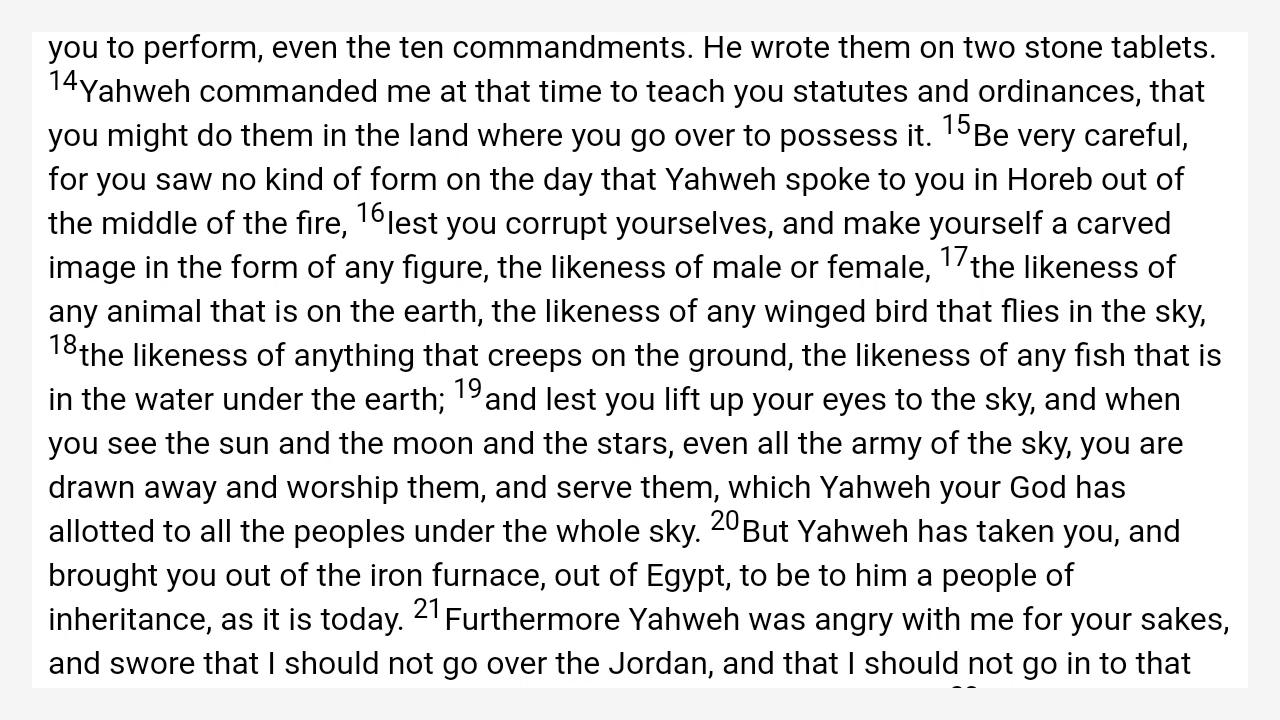 you to perform, even the ten commandments. He wrote them on two stone tablets.
14Yahweh commanded me at that time to teach you statutes and ordinances, that
you might do them in the land where you go over to possess it. 15Be very careful,
for you saw no kind of form on the day that Yahweh spoke to you in Horeb out of
the middle of the fire, 16lest you corrupt yourselves, and make yourself a carved
image in the form of any figure, the likeness of male or female, 17the likeness of
any animal that is on the earth, the likeness of any winged bird that flies in the sky,
18the likeness of anything that creeps on the ground, the likeness of any fish that is
in the water under the earth; 19and lest you lift up your eyes to the sky, and when
you see the sun and the moon and the stars, even all the army of the sky, you are
drawn away and worship them, and serve them, which Yahweh your God has
allotted to all the peoples under the whole sky. 20But Yahweh has taken you, and
brought you out of the iron furnace, out of Egypt, to be to him a people of
inheritance, as it is today. 21Furthermore Yahweh was angry with me for your sakes,
and swore that I should not go over the Jordan, and that I should not go in to that